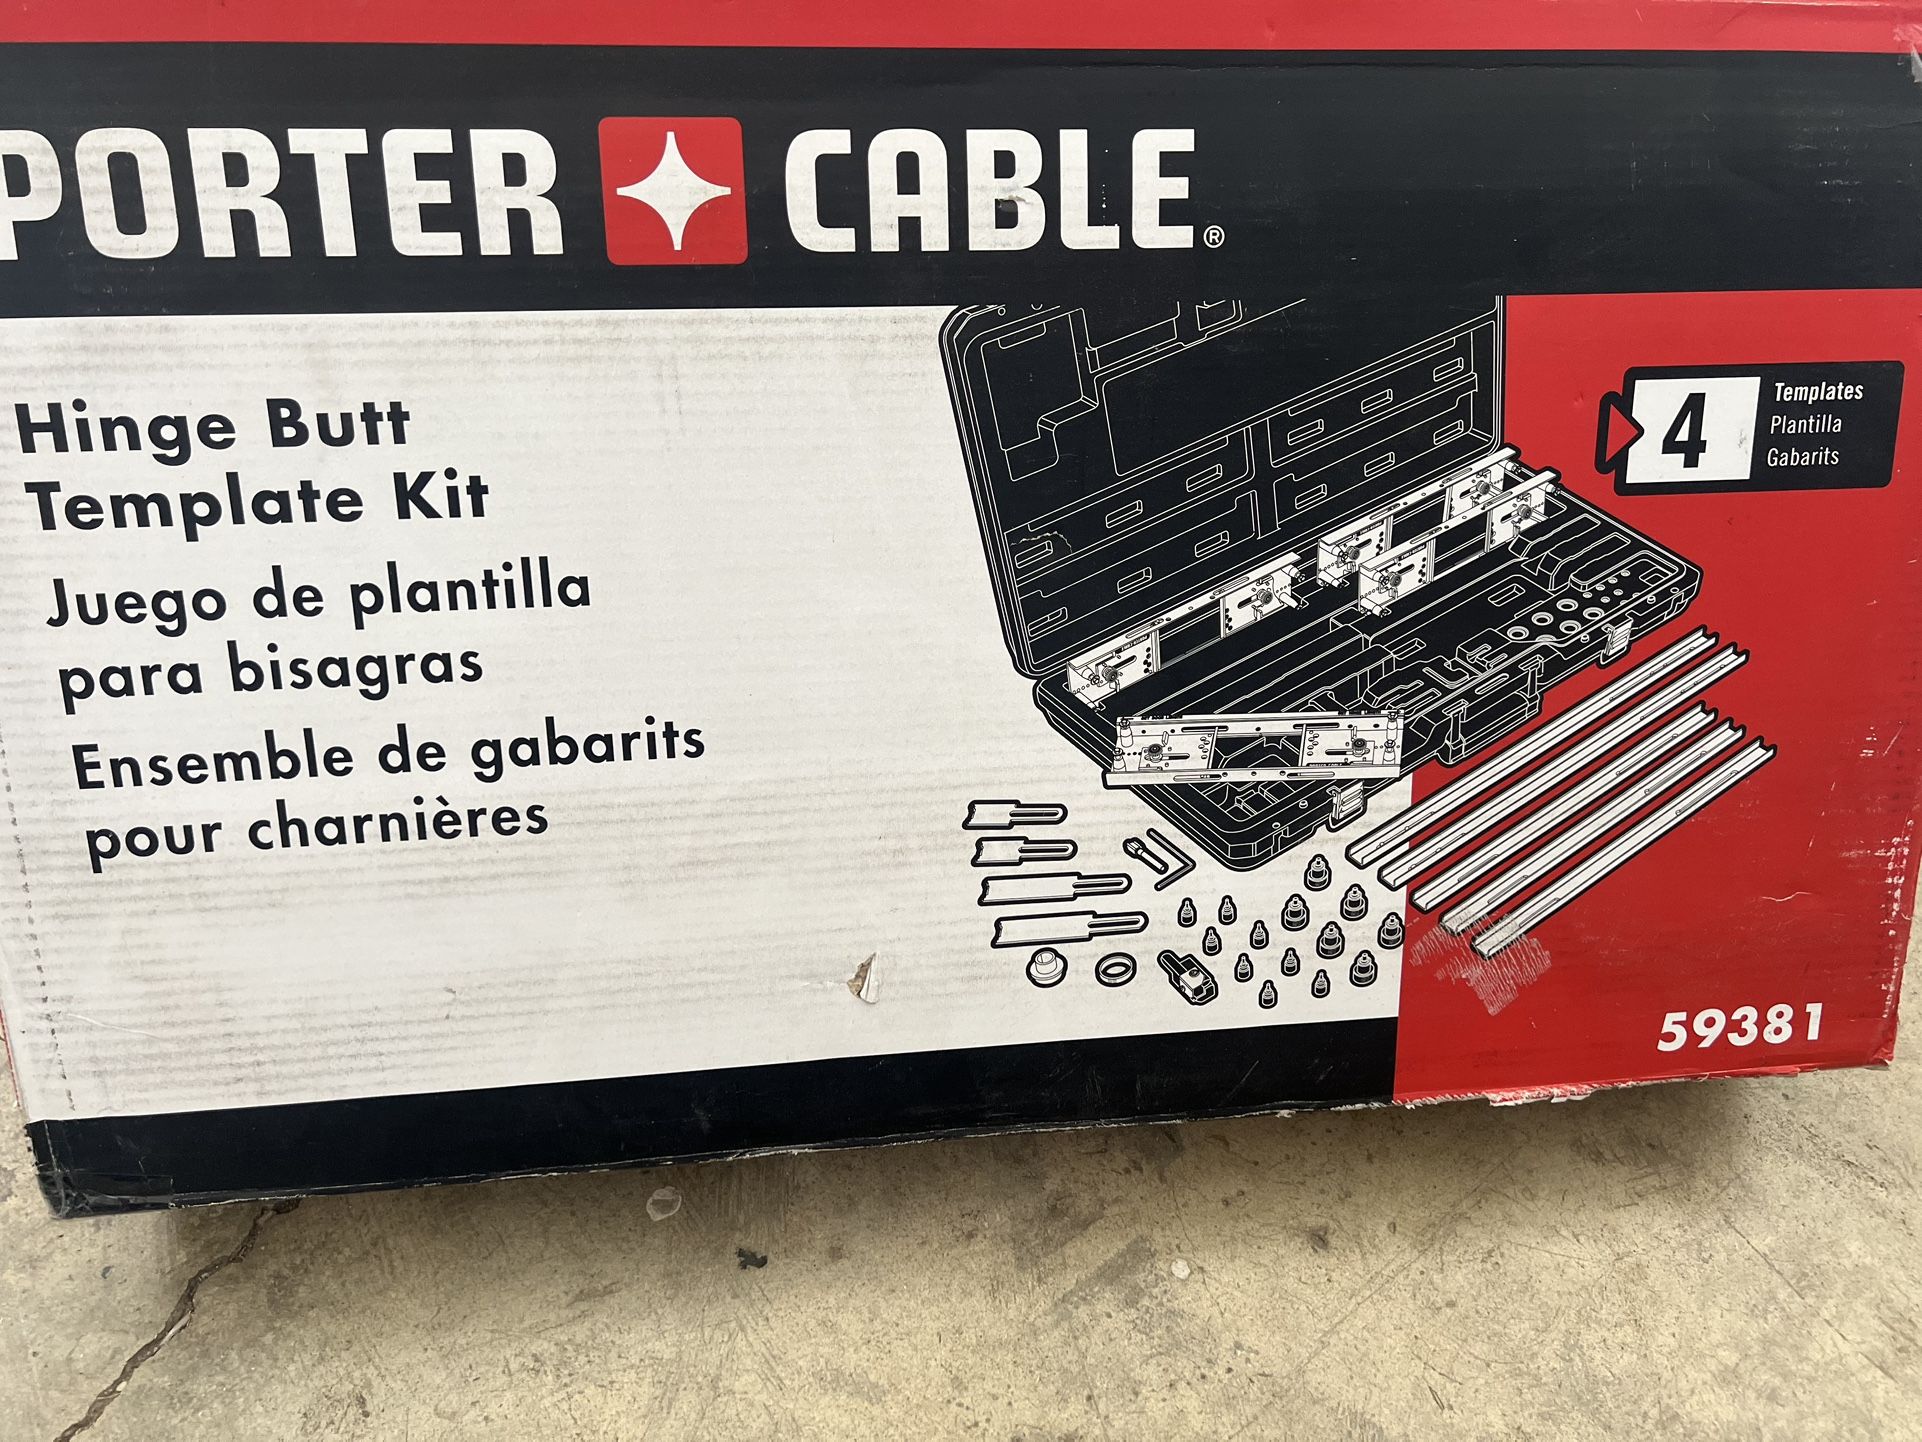 PORTER CABLE®
Hinge Butt
Template Kit
Juego de plantilla
para bisagras
Ensemble de gabarits
pour charnières
4
Templates
Plantilla
Gabarits
59381